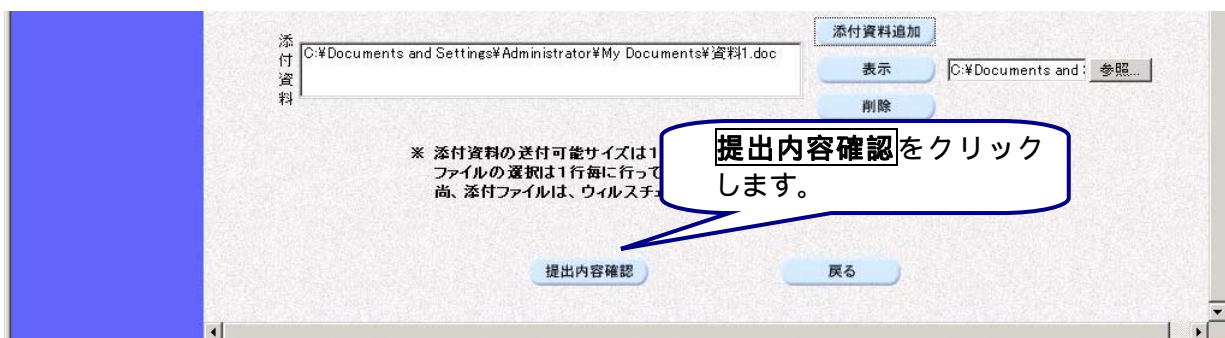 添付資料
C:¥Documents and Settings¥Administrator¥My Documents¥資料1.doc
添付資料追加
表示
C:¥Documents and
参照...
削除
※ 添付資料の送付可能サイズは1
ファイルの選択は1行毎に行って
尚、添付ファイルは、ウィルスチェ
提出内容確認をクリック
します。
提出内容確認
戻る